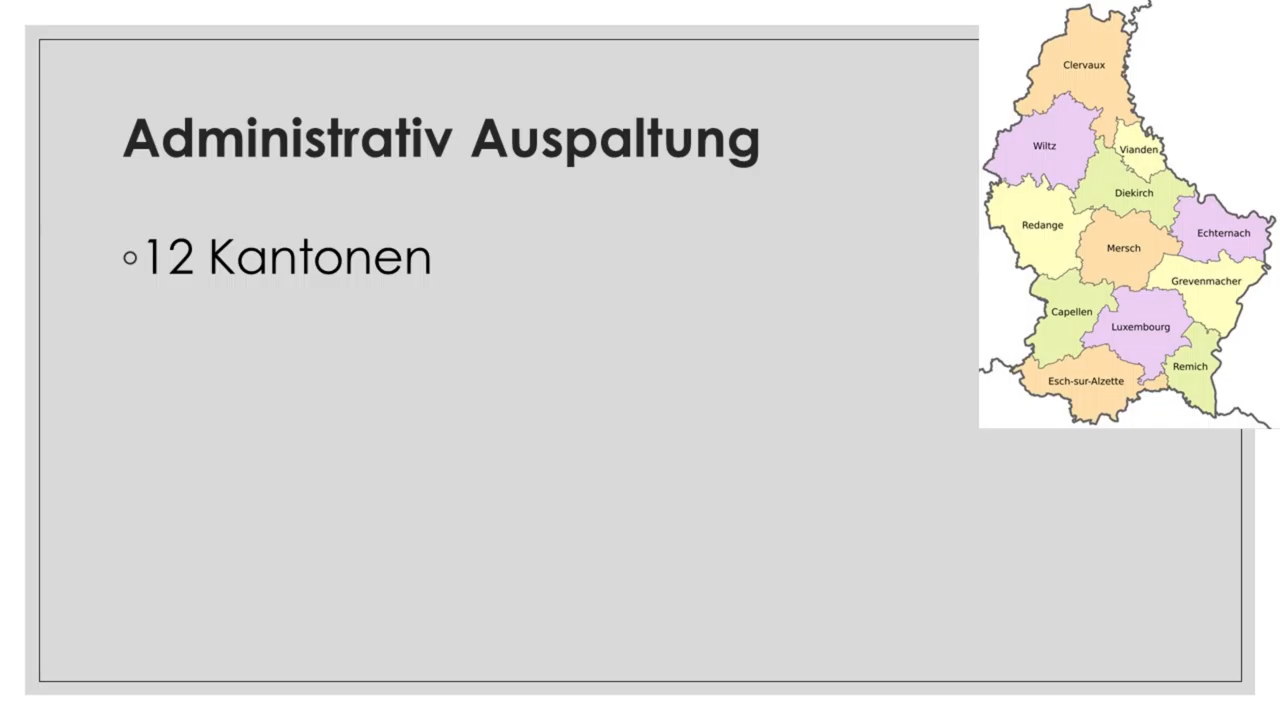 Administrativ Auspaltung
◦12 Kantonen
Clervaux
Wiltz
Vianden
Diekirch
Redange
Echternach
Mersch
Grevenmacher
Capellen
Luxembourg
Remich
Esch-sur-Alzette